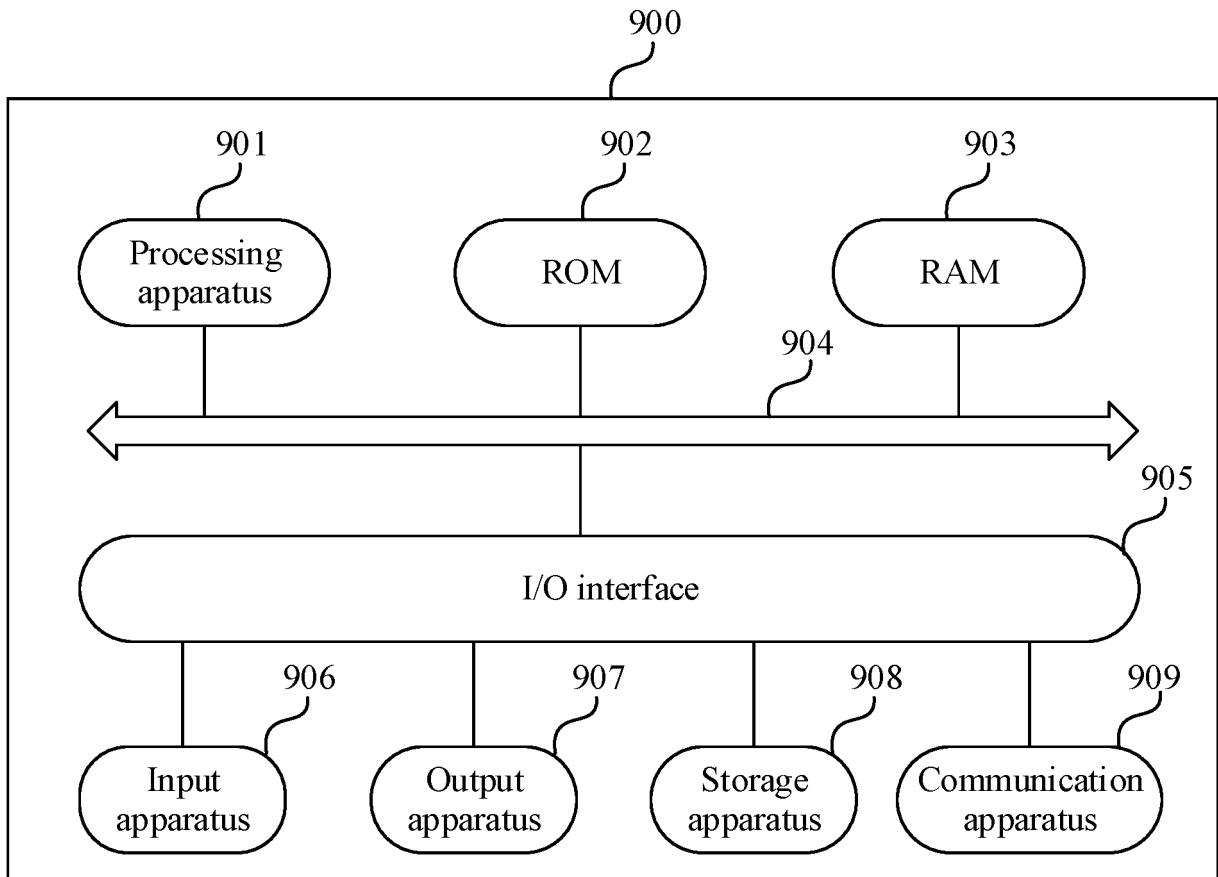 900
901
902
903
Processing
apparatus
ROM
RAM
904
905
I/O interface
906
907
908
909
Input
apparatus
Output
apparatus
Storage
apparatus
Communication
apparatus